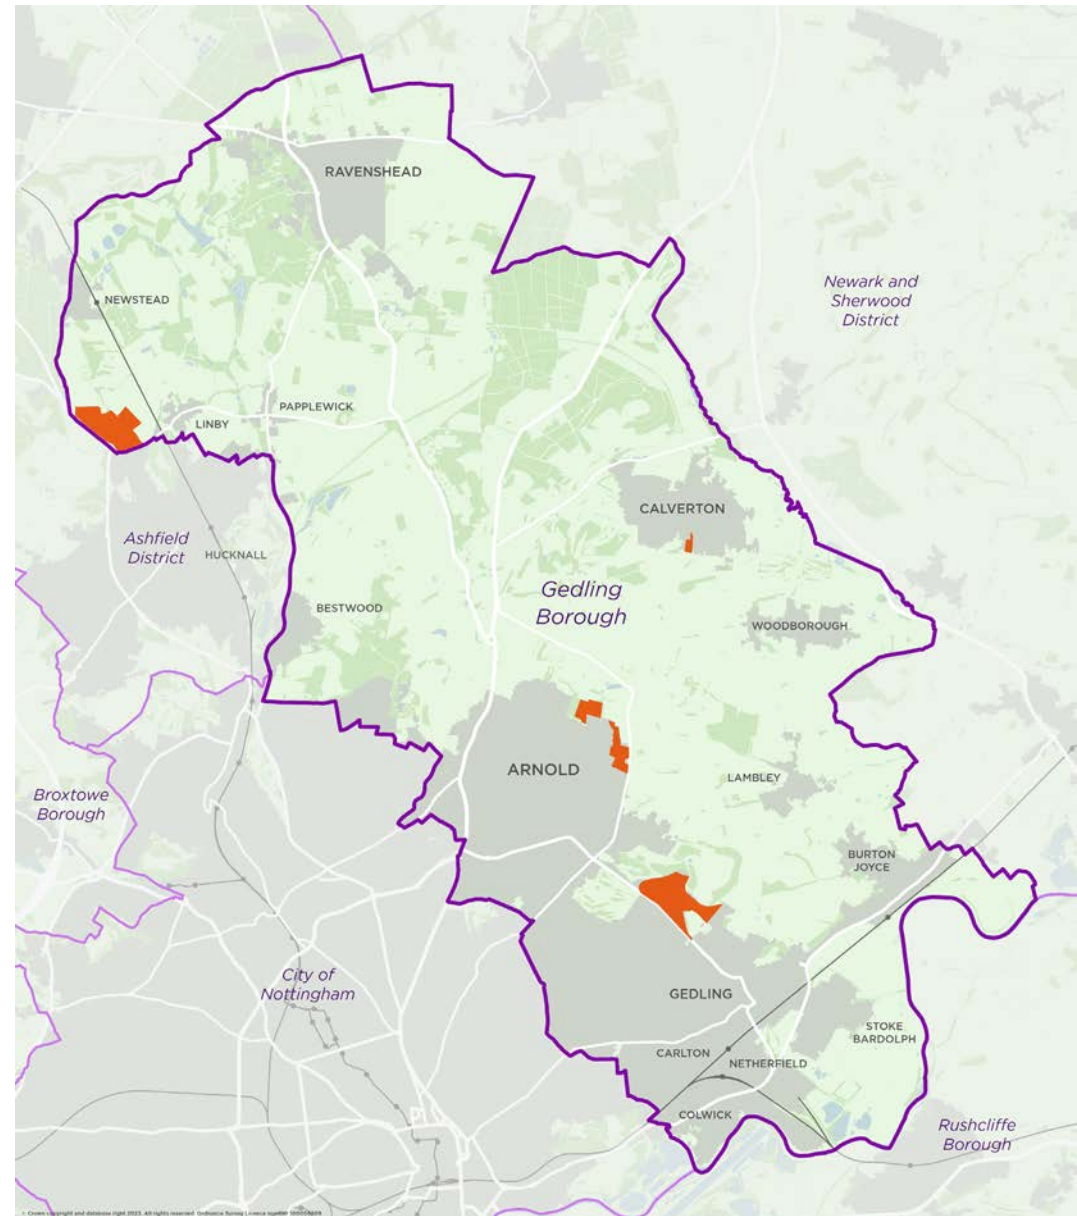 RAVENSHEAD
Newark and
Sherwood
District
NEWSTEAD
PAPPLEWICK
LINBY
CALVERTON
Ashfield
District
HUCKNALL
Gedling
Borough
BESTWOOD
WOODBOROUGH
ARNOLD
LAMBLEY
Broxtowe
Borough
BURTON
JOYCE
City of
Nottingham
GEDLING
STOKE
BARDOLPH
CARLTON
NETHERFIELD
COLWICK
Rushcliffe
Borough